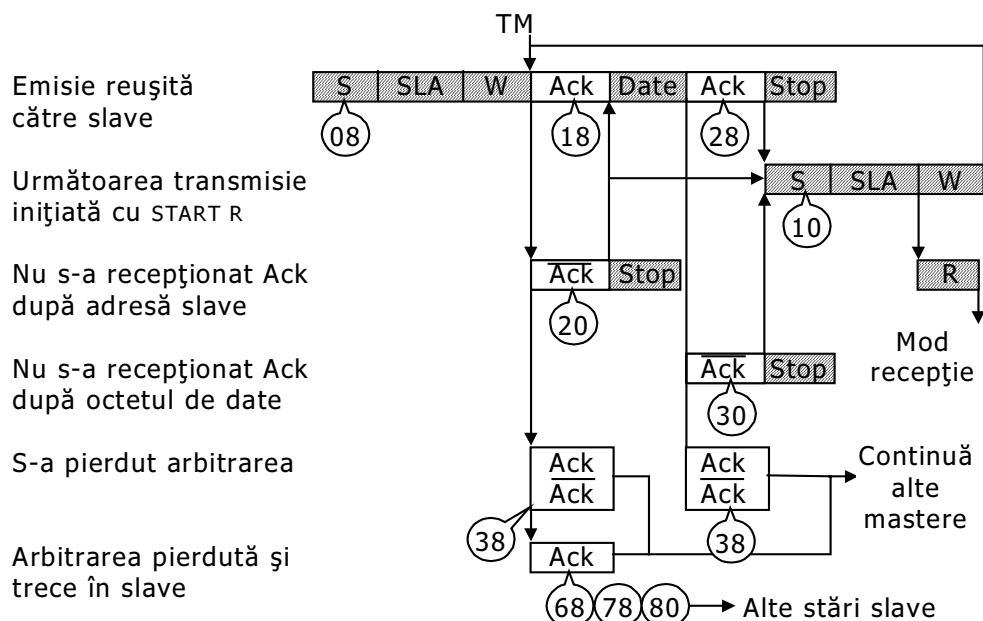 TM
Emisie reuşită
către slave
S SLA W Ack Date Ack Stop
08 18 28
Următoarea transmisie
iniţiată cu START R
S SLA W
10
Nu s-a recepţionat Ack
după adresă slave
Ack Stop
20
R
Mod
recepţie
Nu s-a recepţionat Ack
după octetul de date
Ack Stop
30
S-a pierdut arbitrarea
Ack
Ack
38
Ack
Ack
38
Continuă
alte
mastere
Arbitrarea pierdută şi
trece în slave
Ack
68 78 80 Alte stări slave